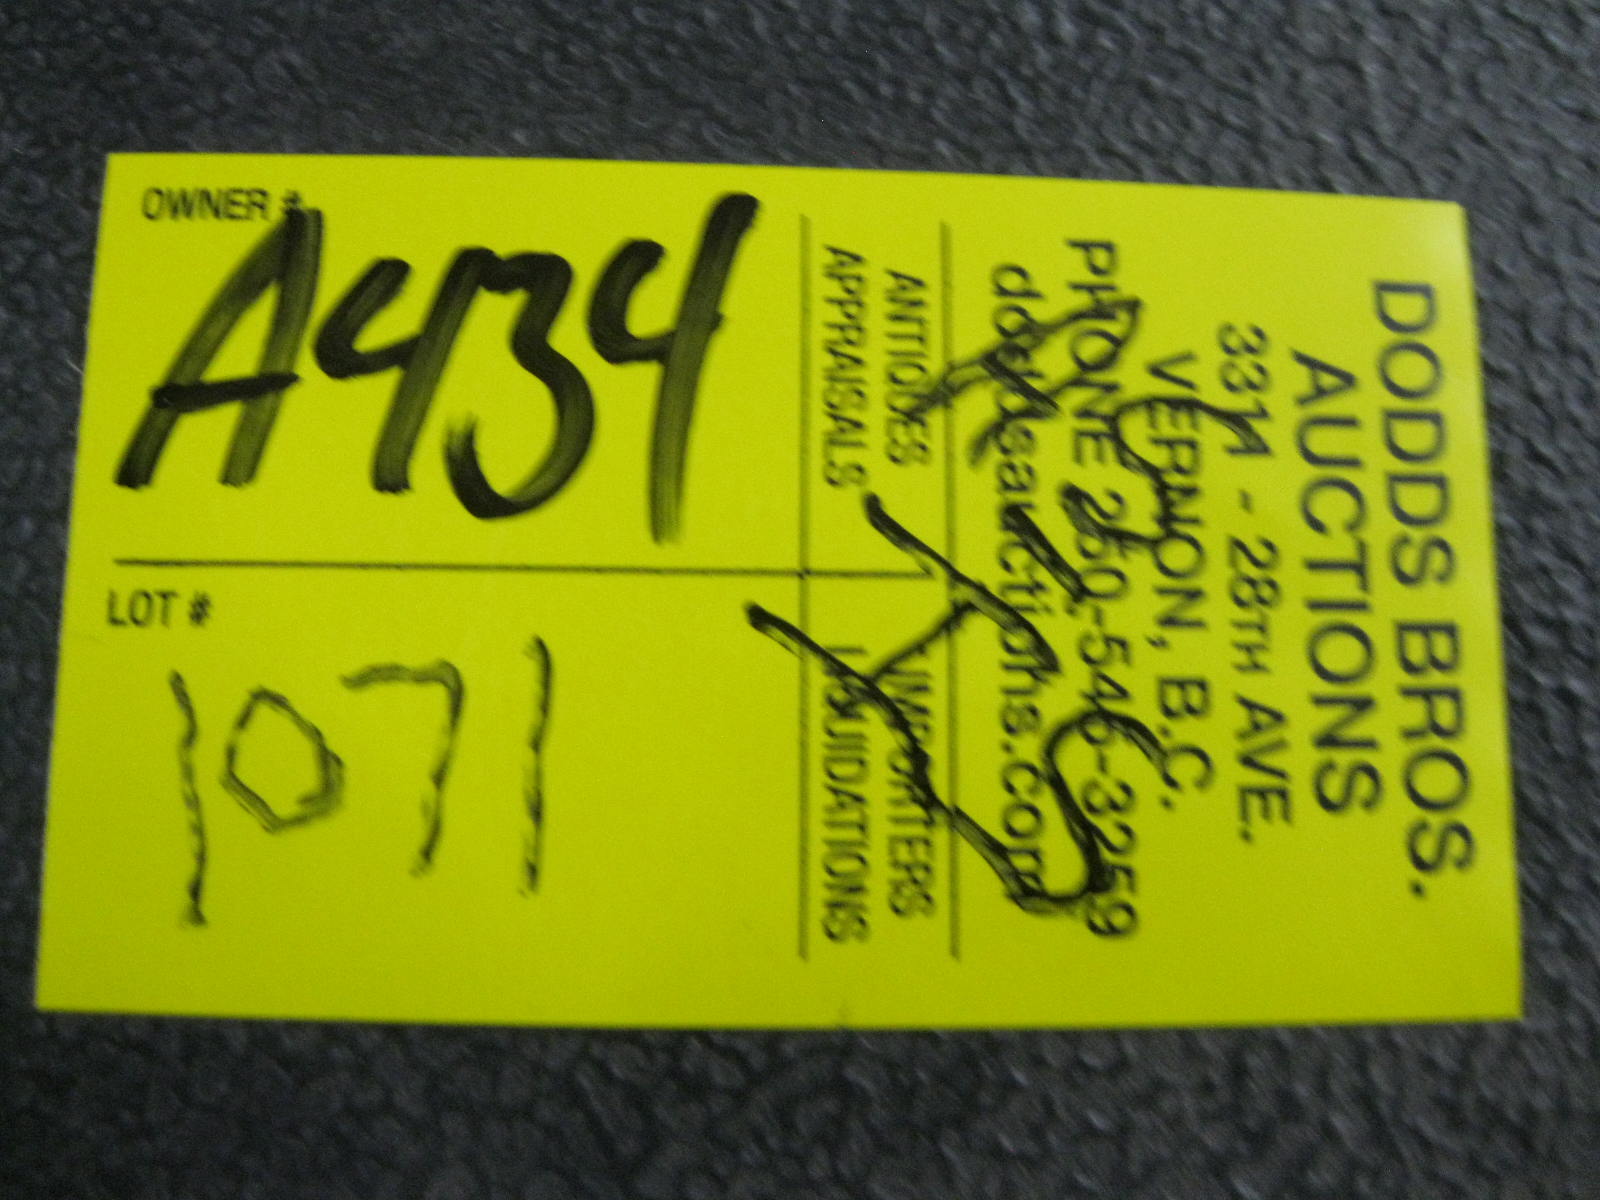 OWNER #
A434
LOT #
1071
DODDS BROS.
AUCTIONS
3311 - 28TH AVE.
VERNON, B.C.
PHONE 250-546-3259
doddsauctions.com
ANTIQUES
IMPORTERS
APPRAISALS
LIQUIDATIONS